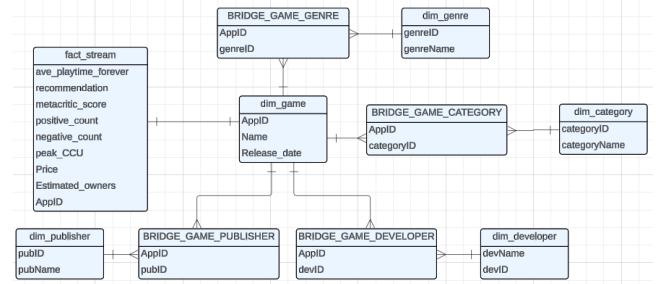 BRIDGE_GAME_GENRE
AppID
genreID
dim_genre
genreID
genreName
fact_stream
ave_playtime_forever
recommendation
metacritic_score
positive_count
negative_count
peak_CCU
Price
Estimated_owners
AppID
dim_game
AppID
Name
Release_date
BRIDGE_GAME_CATEGORY
AppID
categoryID
dim_category
categoryID
categoryName
dim_publisher
pubID
pubName
BRIDGE_GAME_PUBLISHER
AppID
pubID
BRIDGE_GAME_DEVELOPER
AppID
devID
dim_developer
devName
devID